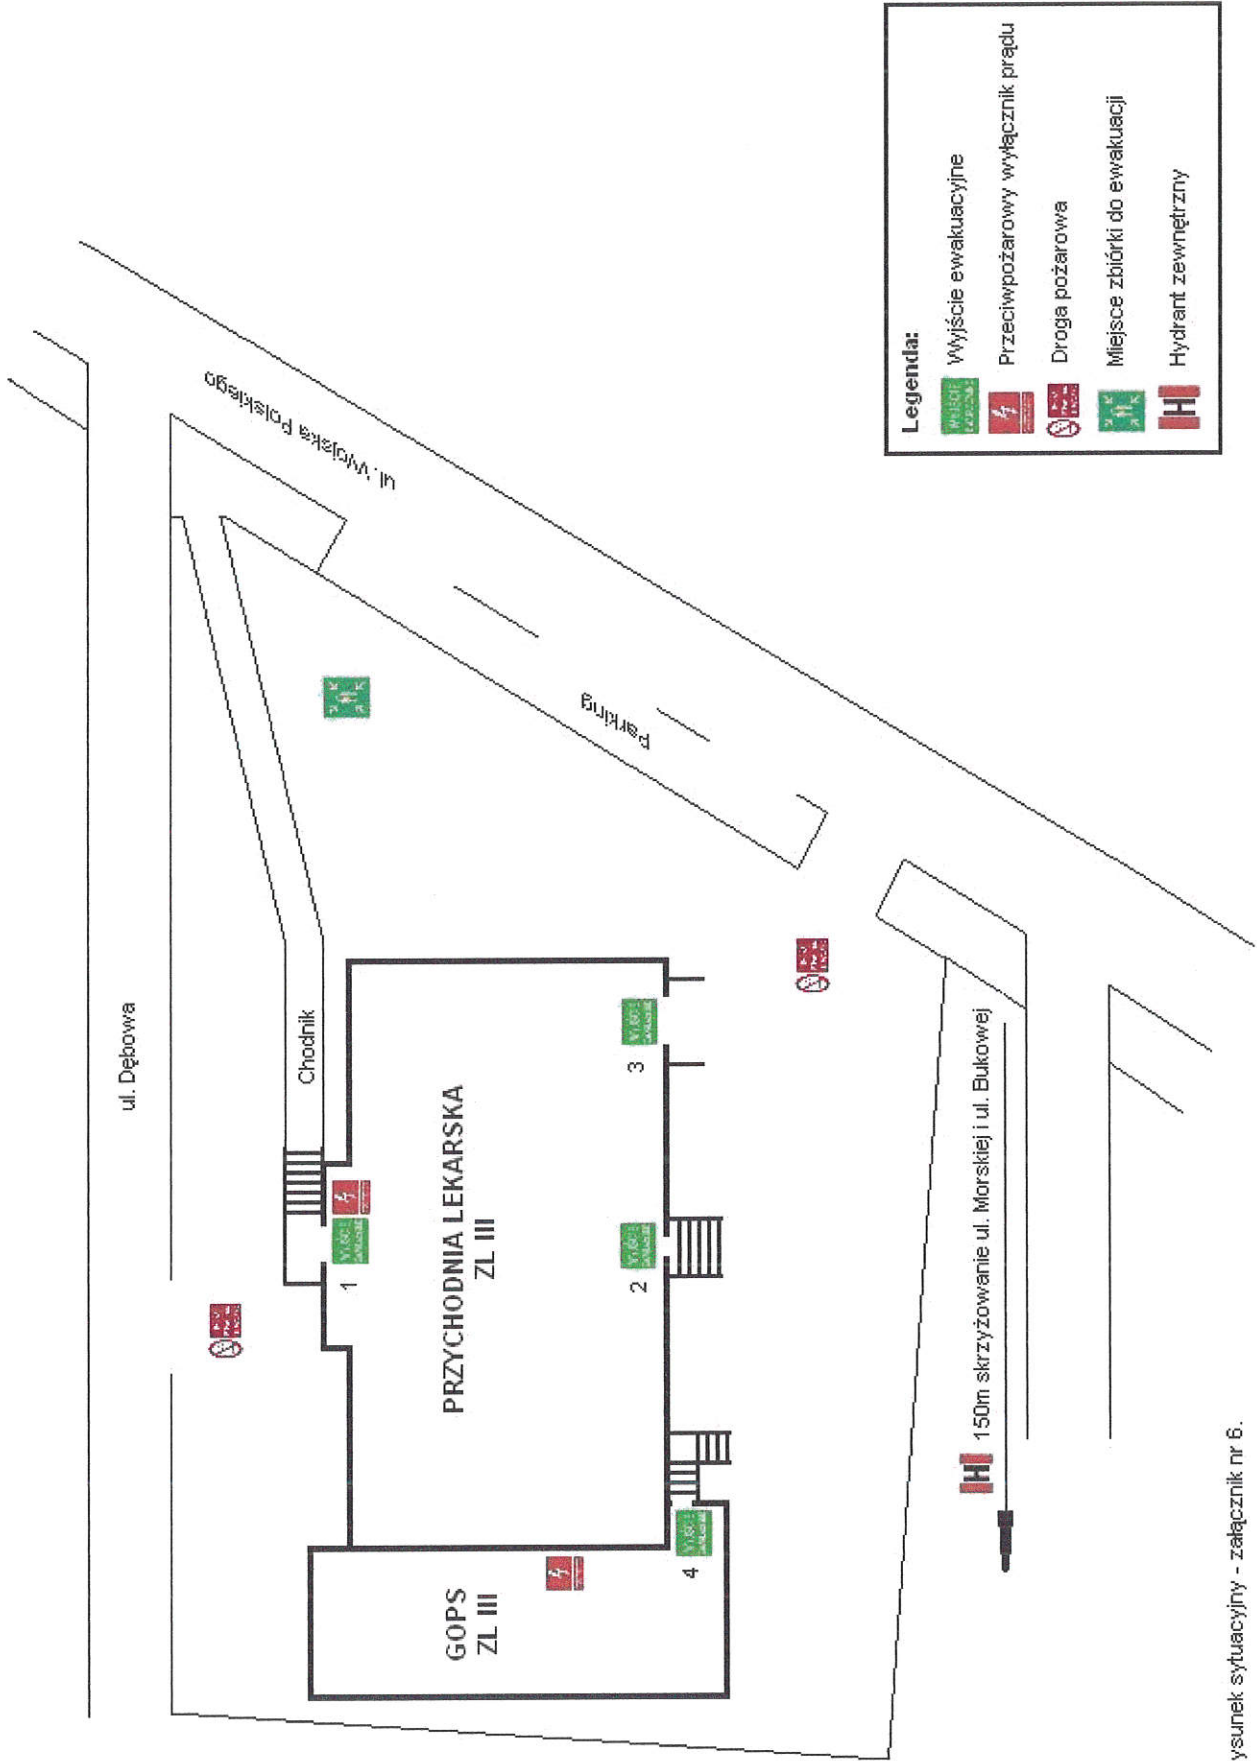 ul. Dębowa
ul. Wojska Polskiego
Chodnik
Parking
1
GOPS
ZL III
PRZYCHODNIA LEKARSKA
ZL III
4
2
3
150m skrzyżowanie ul. Morskiej i ul. Bukowej
Legenda:
WYJŚCIE Wyjście ewakuacyjne
Przeciwpożarowy wyłącznik prądu
Droga pożarowa
Miejsce zbiórki do ewakuacji
H Hydrant zewnętrzny
H
ysunek sytuacyjny - załącznik nr 6.